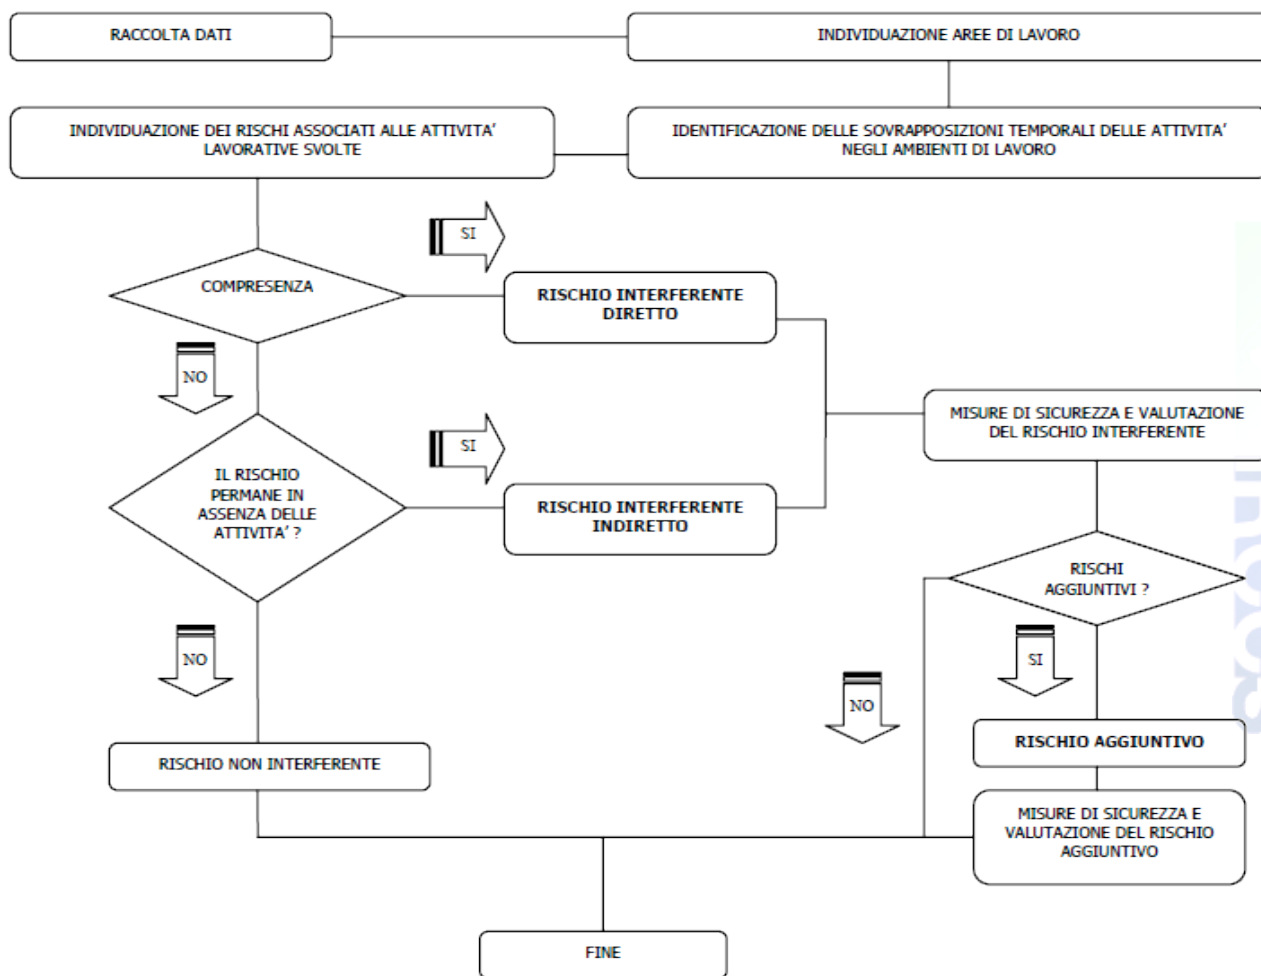 RACCOLTA DATI
INDIVIDUAZIONE AREE DI LAVORO
INDIVIDUAZIONE DEI RISCHI ASSOCIATI ALLE ATTIVITA’
LAVORATIVE SVOLTE
IDENTIFICAZIONE DELLE SOVRAPPOSIZIONI TEMPORALI DELLE ATTIVITA’
NEGLI AMBIENTI DI LAVORO
SI
COMPRESENZA
RISCHIO INTERFERENTE
DIRETTO
NO
MISURE DI SICUREZZA E VALUTAZIONE
DEL RISCHIO INTERFERENTE
SI
IL RISCHIO
PERMANE IN
ASSENZA DELLE
ATTIVITA’ ?
RISCHIO INTERFERENTE
INDIRETTO
RISCHI
AGGIUNTIVI ?
NO
SI
NO
RISCHIO AGGIUNTIVO
RISCHIO NON INTERFERENTE
MISURE DI SICUREZZA E
VALUTAZIONE DEL RISCHIO
AGGIUNTIVO
FINE